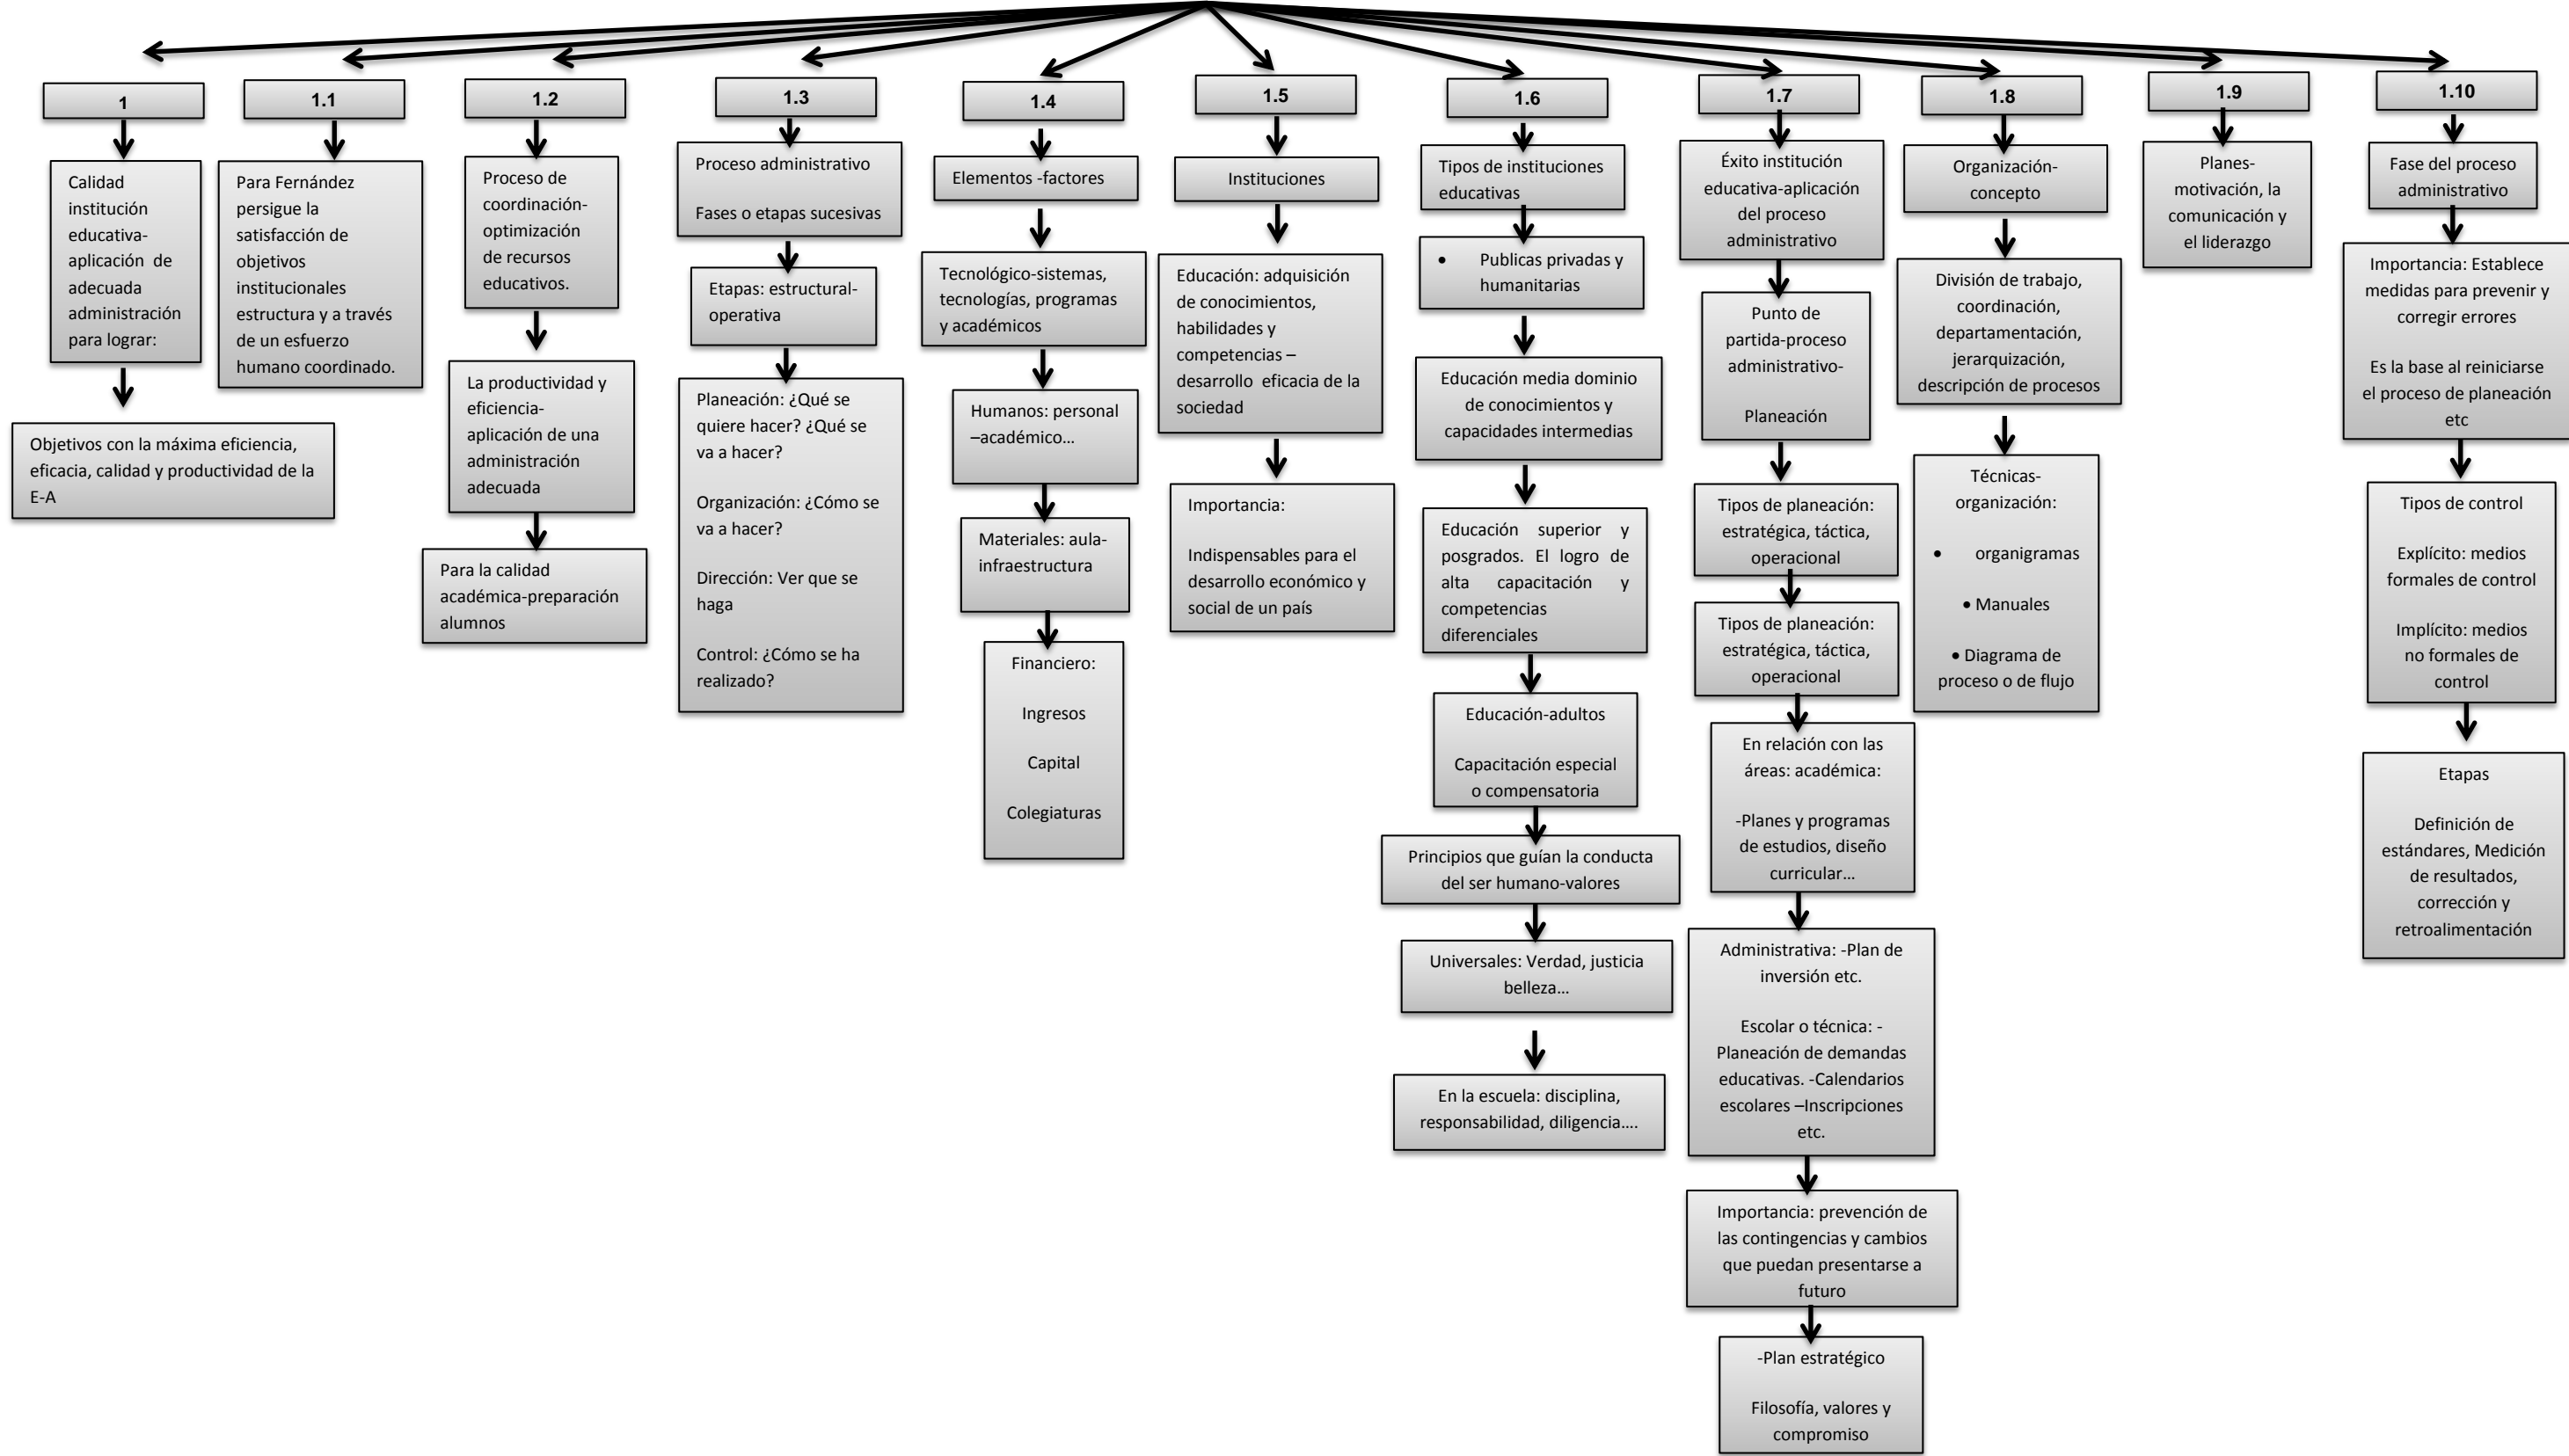 1
Calidad
institución
educativa-
aplicación de
adecuada
administración
para lograr:
Objetivos con la máxima eficiencia,
eficacia, calidad y productividad de la
E-A
1.1
Para Fernández
persigue la
satisfacción de
objetivos
institucionales
estructura y a través
de un esfuerzo
humano coordinado.
1.2
Proceso de
coordinación-
optimización
de recursos
educativos.
La productividad y
eficiencia-
aplicación de una
administración
adecuada
Para la calidad
académica-preparación
alumnos
1.3
Proceso administrativo
Fases o etapas sucesivas
Etapas: estructural-
operativa
Planeación: ¿Qué se
quiere hacer? ¿Qué se
va a hacer?
Organización: ¿Cómo se
va a hacer?
Dirección: Ver que se
haga
Control: ¿Cómo se ha
realizado?
1.4
Elementos -factores
Tecnológico-sistemas,
tecnologías, programas
y académicos
Humanos: personal
–académico...
Materiales: aula-
infraestructura
Financiero:
Ingresos
Capital
Colegiaturas
1.5
Instituciones
Educación: adquisición
de conocimientos,
habilidades y
competencias –
desarrollo eficacia de la
sociedad
Importancia:
Indispensables para el
desarrollo económico y
social de un país
1.6
Tipos de instituciones
educativas
• Publicas privadas y
humanitarias
Educación media dominio
de conocimientos y
capacidades intermedias
Educación superior y
posgrados. El logro de
alta capacitación y
competencias
diferenciales
Educación-adultos
Capacitación especial
o compensatoria
Principios que guían la conducta
del ser humano-valores
Universales: Verdad, justicia
belleza...
En la escuela: disciplina,
responsabilidad, diligencia....
1.7
Éxito institución
educativa-aplicación
del proceso
administrativo
Punto de
partida-proceso
administrativo-
Planeación
Tipos de planeación:
estratégica, táctica,
operacional
Tipos de planeación:
estratégica, táctica,
operacional
En relación con las
áreas: académica:
-Planes y programas
de estudios, diseño
curricular...
Administrativa: -Plan de
inversión etc.
Escolar o técnica: -
Planeación de demandas
educativas. -Calendarios
escolares –Inscripciones
etc.
Importancia: prevención de
las contingencias y cambios
que puedan presentarse a
futuro
-Plan estratégico
Filosofía, valores y
compromiso
1.8
Organización-
concepto
División de trabajo,
coordinación,
departamentación,
jerarquización,
descripción de procesos
Técnicas-
organización:
• organigramas
• Manuales
• Diagrama de
proceso o de flujo
1.9
Planes-
motivación, la
comunicación y
el liderazgo
1.10
Fase del proceso
administrativo
Importancia: Establece
medidas para prevenir y
corregir errores
Es la base al reiniciarse
el proceso de planeación
etc
Tipos de control
Explícito: medios
formales de control
Implícito: medios
no formales de
control
Etapas
Definición de
estándares, Medición
de resultados,
corrección y
retroalimentación